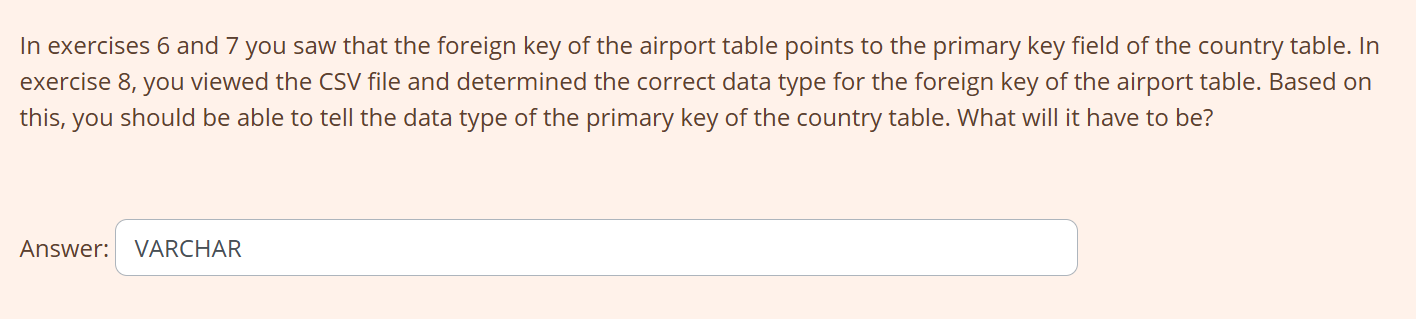 In exercises 6 and 7 you saw that the foreign key of the airport table points to the primary key field of the country table. In
exercise 8, you viewed the CSV file and determined the correct data type for the foreign key of the airport table. Based on
this, you should be able to tell the data type of the primary key of the country table. What will it have to be?
Answer: VARCHAR